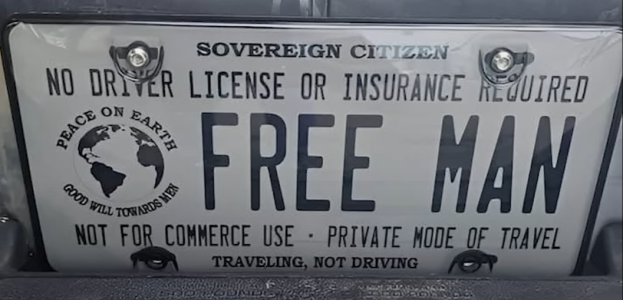 SOVEREIGN CITIZEN
NO DRIVER LICENSE OR INSURANCE REQUIRED
PEACE ON EARTH
GOOD WILL TOWARDS MEN
FREE MAN
NOT FOR COMMERCE USE · PRIVATE MODE OF TRAVEL
TRAVELING, NOT DRIVING